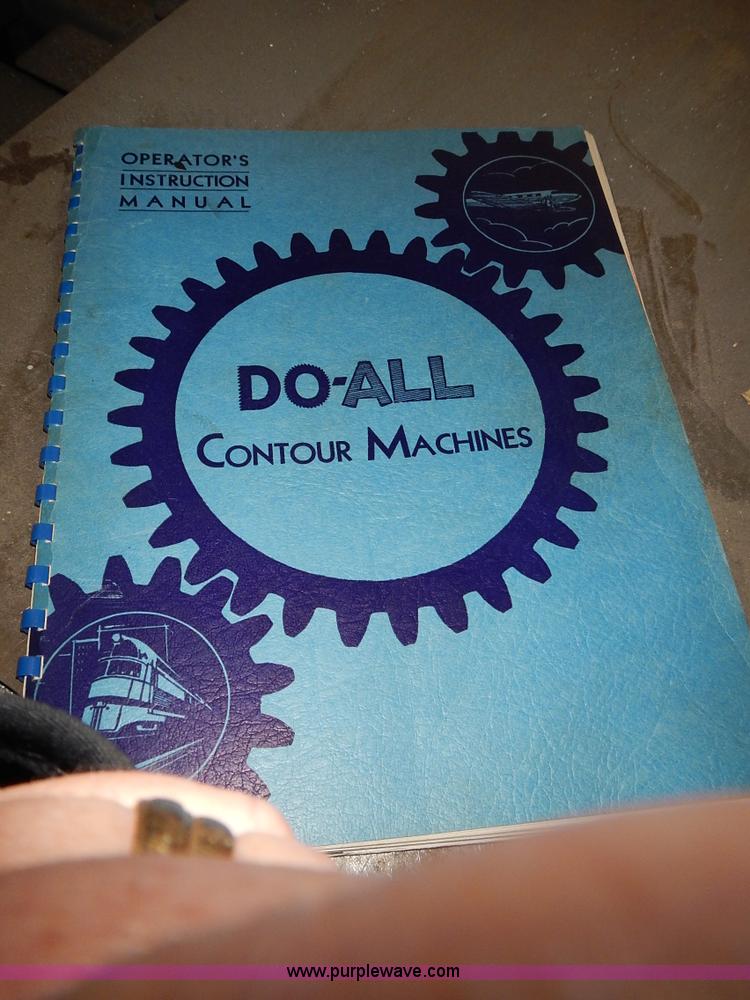 OPERATOR'S
INSTRUCTION
MANUAL
DO-ALL
CONTOUR MACHINES
www.purplewave.com